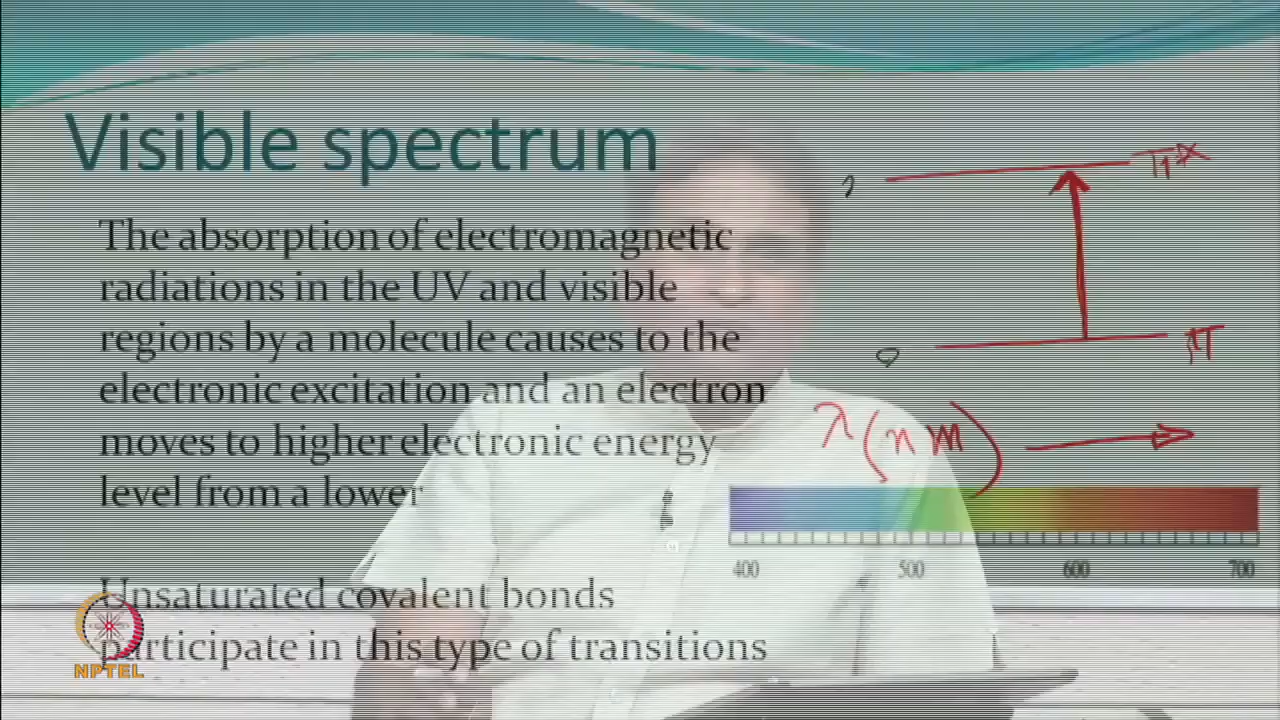 Visible spectrum
The absorption of electromagnetic
radiations in the UV and visible
regions by a molecule causes to the
electronic excitation and an electron
moves to higher electronic energy
level from a lower
Unsaturated covalent bonds
participate in this type of transitions
π*
π
λ (nm)
400 500 600 700
NPTEL